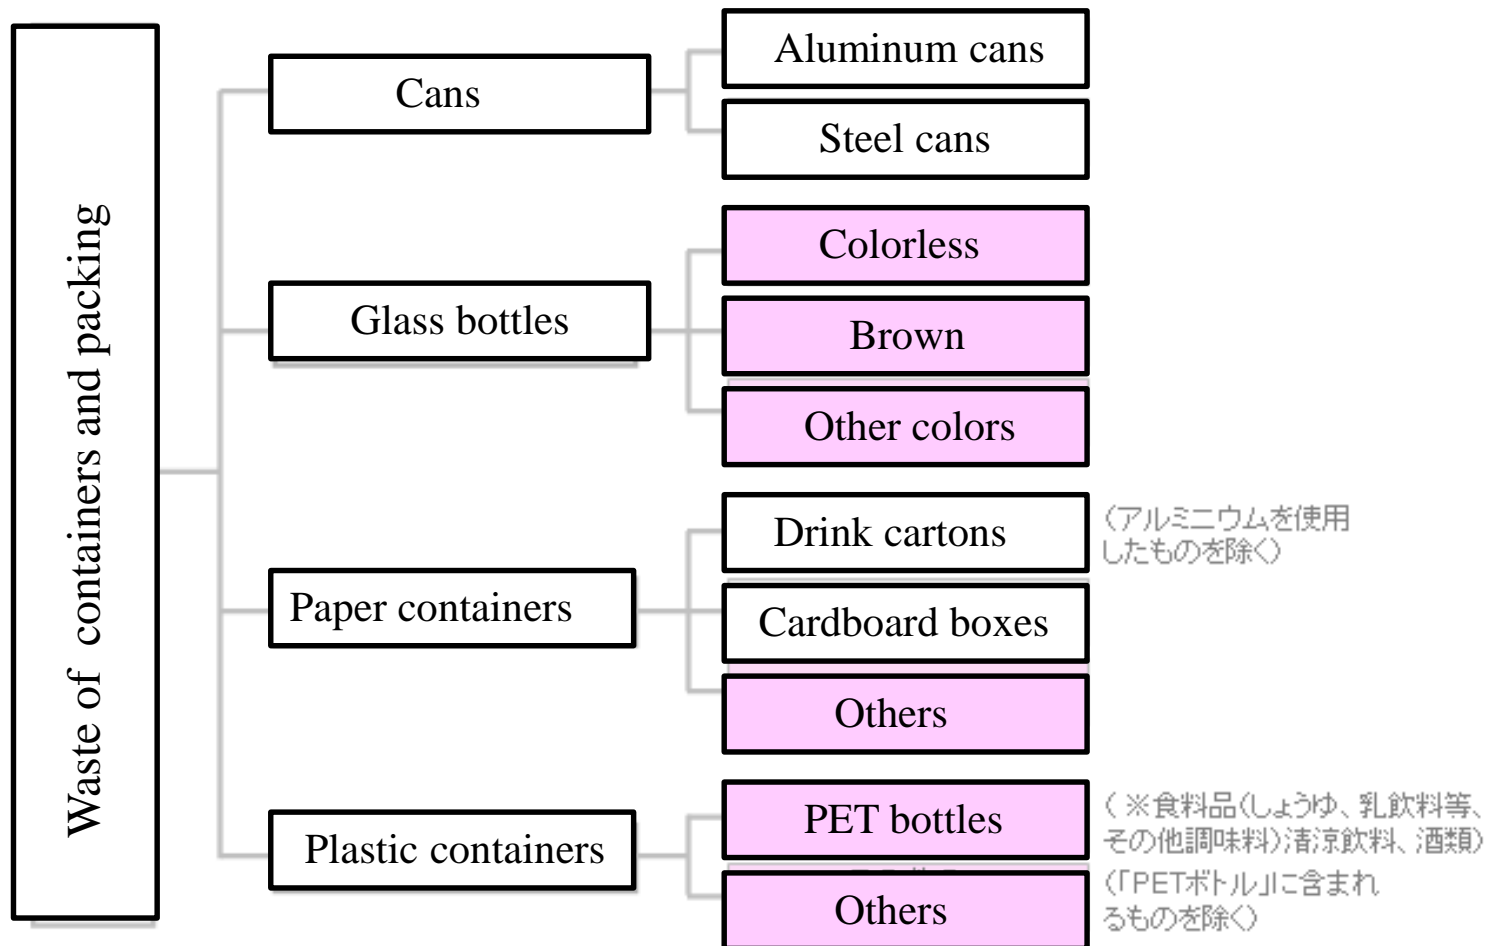 Waste of containers and packing
Cans
Aluminum cans
Steel cans
Glass bottles
Colorless
Brown
Other colors
Paper containers
Drink cartons
(アルミニウムを使用
したものを除く)
Cardboard boxes
Others
Plastic containers
PET bottles
(※食料品(しょうゆ、乳飲料等、
その他調味料)清涼飲料、酒類)
Others
(「PETボトル」に含まれ
るものを除く)